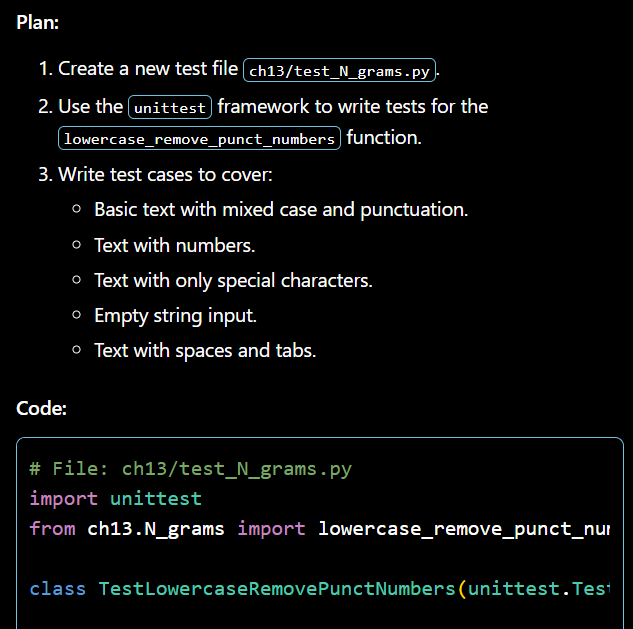 Plan:
1. Create a new test file ch13/test_N_grams.py.
2. Use the unittest framework to write tests for the
lowercase_remove_punct_numbers function.
3. Write test cases to cover:
Basic text with mixed case and punctuation.
Text with numbers.
Text with only special characters.
Empty string input.
Text with spaces and tabs.
Code:
# File: ch13/test_N_grams.py
import unittest
from ch13.N_grams import lowercase_remove_punct_nu
class TestLowercaseRemovePunctNumbers(unittest.Test